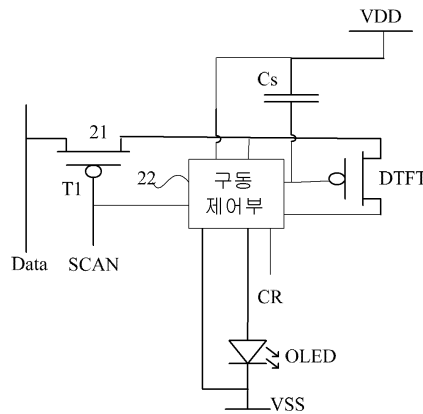 VDD
Cs
21
T1
22
구동
제어부
DTFT
Data
SCAN
CR
OLED
VSS